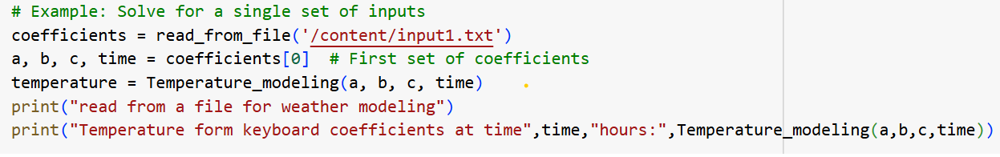 # Example: Solve for a single set of inputs
coefficients = read_from_file('/content/input1.txt')
a, b, c, time = coefficients[0]  # First set of coefficients
temperature = Temperature_modeling(a, b, c, time)
print("read from a file for weather modeling")
print("Temperature form keyboard coefficients at time",time,"hours:",Temperature_modeling(a,b,c,time))